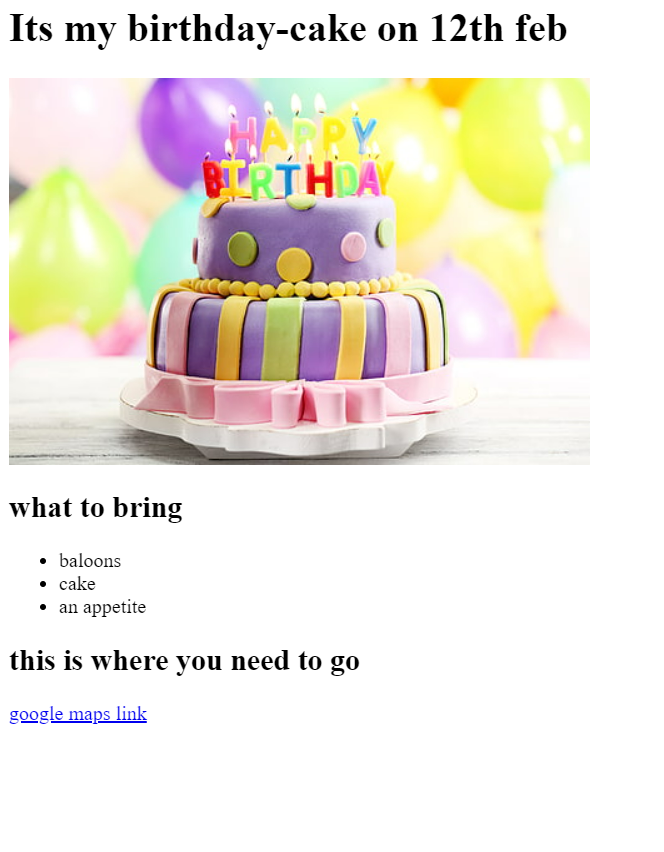 Its my birthday-cake on 12th feb
HAPPY
BIRTHDAY
what to bring
baloons
cake
an appetite
this is where you need to go
google maps link